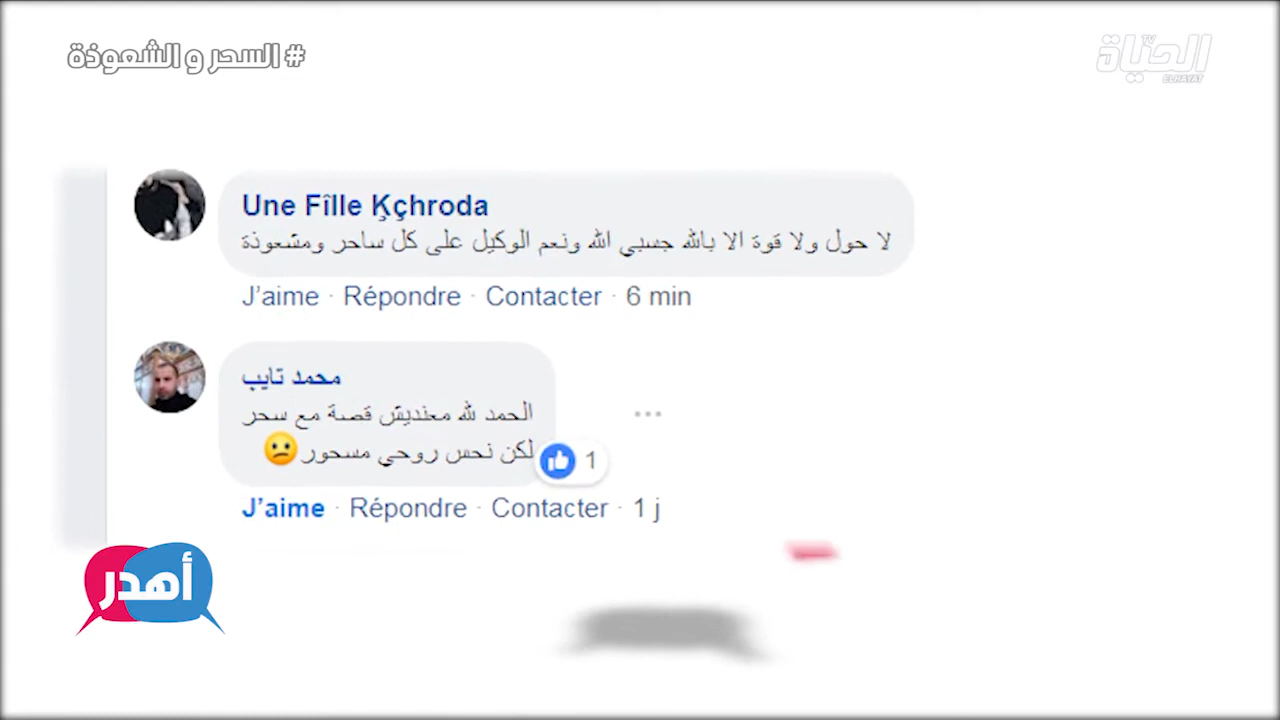 #السحر و الشعوذة
الحياة TV
ELHAYAT
Une Fîlle Ķçhroda
لا حول ولا قوة الا بالله جسبي الله ونعم الوكيل على كل ساحر ومشعوذة
J'aime · Répondre · Contacter · 6 min
محمد تايب
الحمد لله معنديش قصة مع سحر
لكن نحس روحي مسحور😕
1
J'aime · Répondre · Contacter · 1 j
أهدر